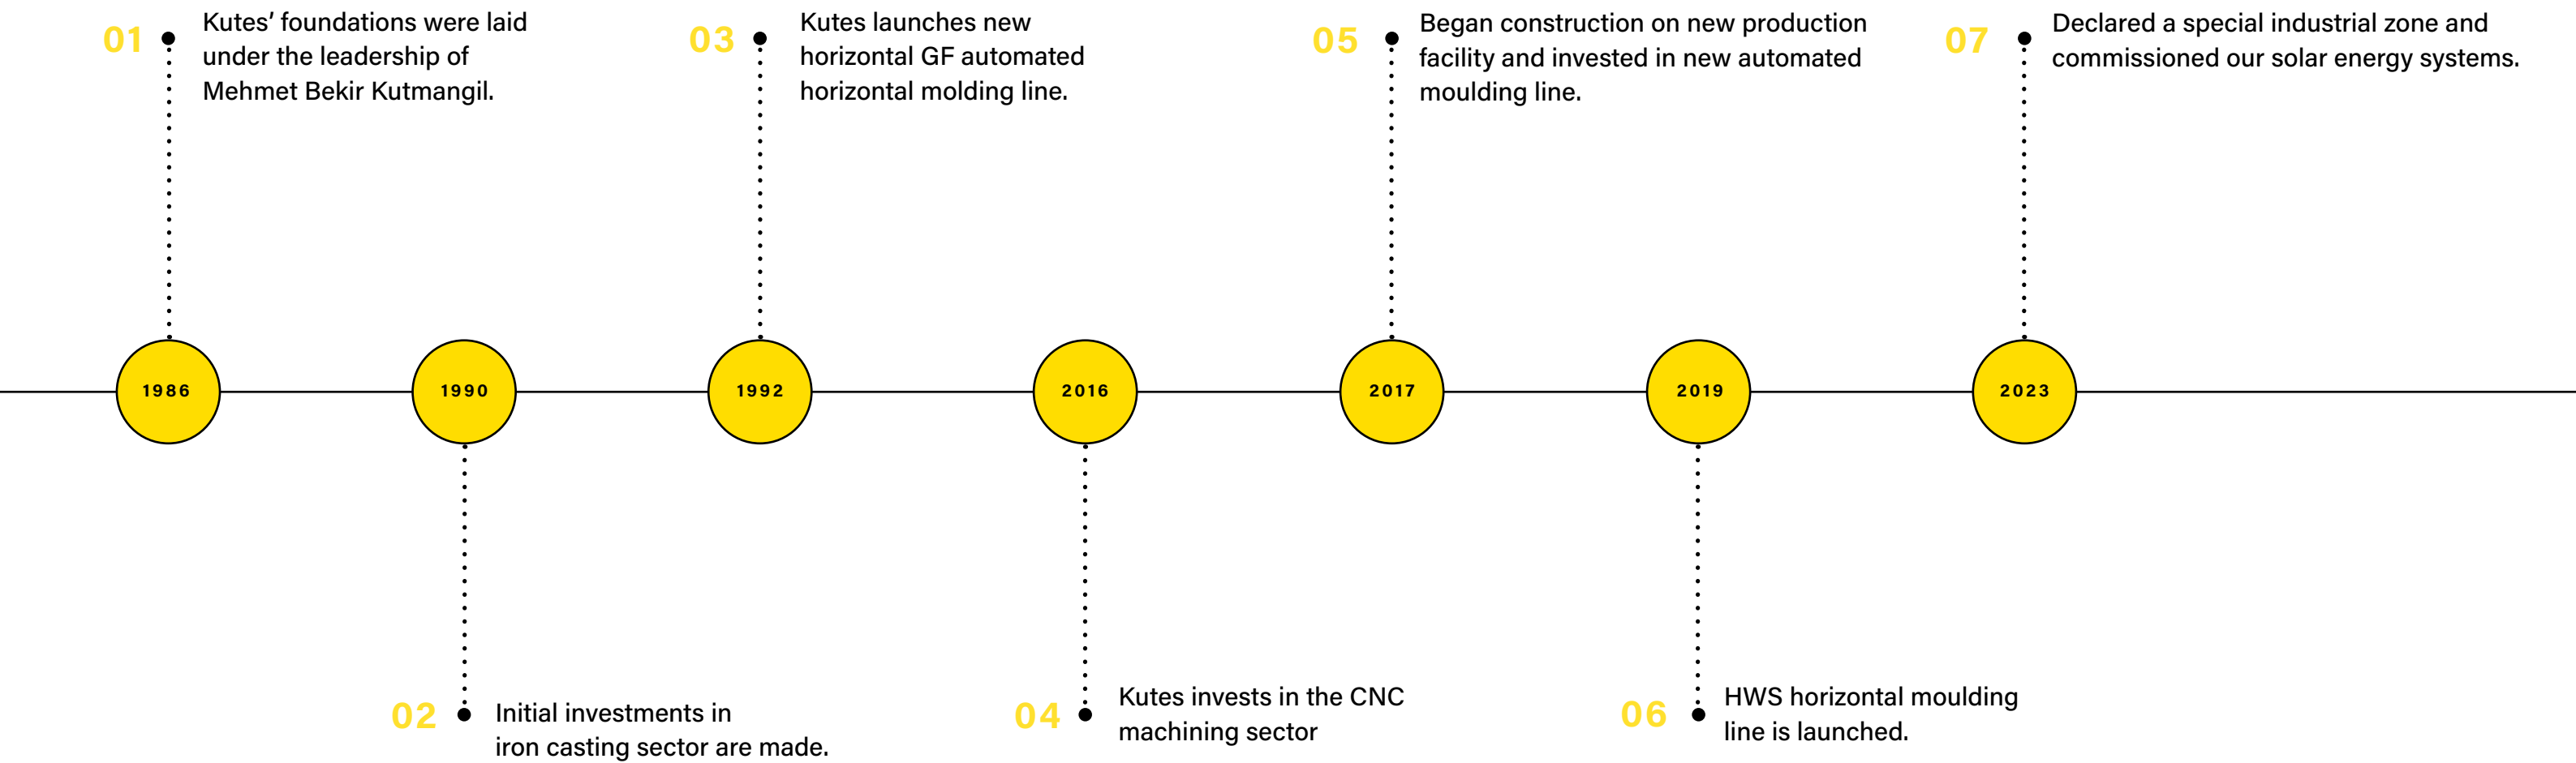 01
Kutes’ foundations were laid
under the leadership of
Mehmet Bekir Kutmangil.
03
Kutes launches new
horizontal GF automated
horizontal molding line.
05
Began construction on new production
facility and invested in new automated
moulding line.
07
Declared a special industrial zone and
commissioned our solar energy systems.
1986
1990
1992
2016
2017
2019
2023
02
Initial investments in
iron casting sector are made.
04
Kutes invests in the CNC
machining sector
06
HWS horizontal moulding
line is launched.